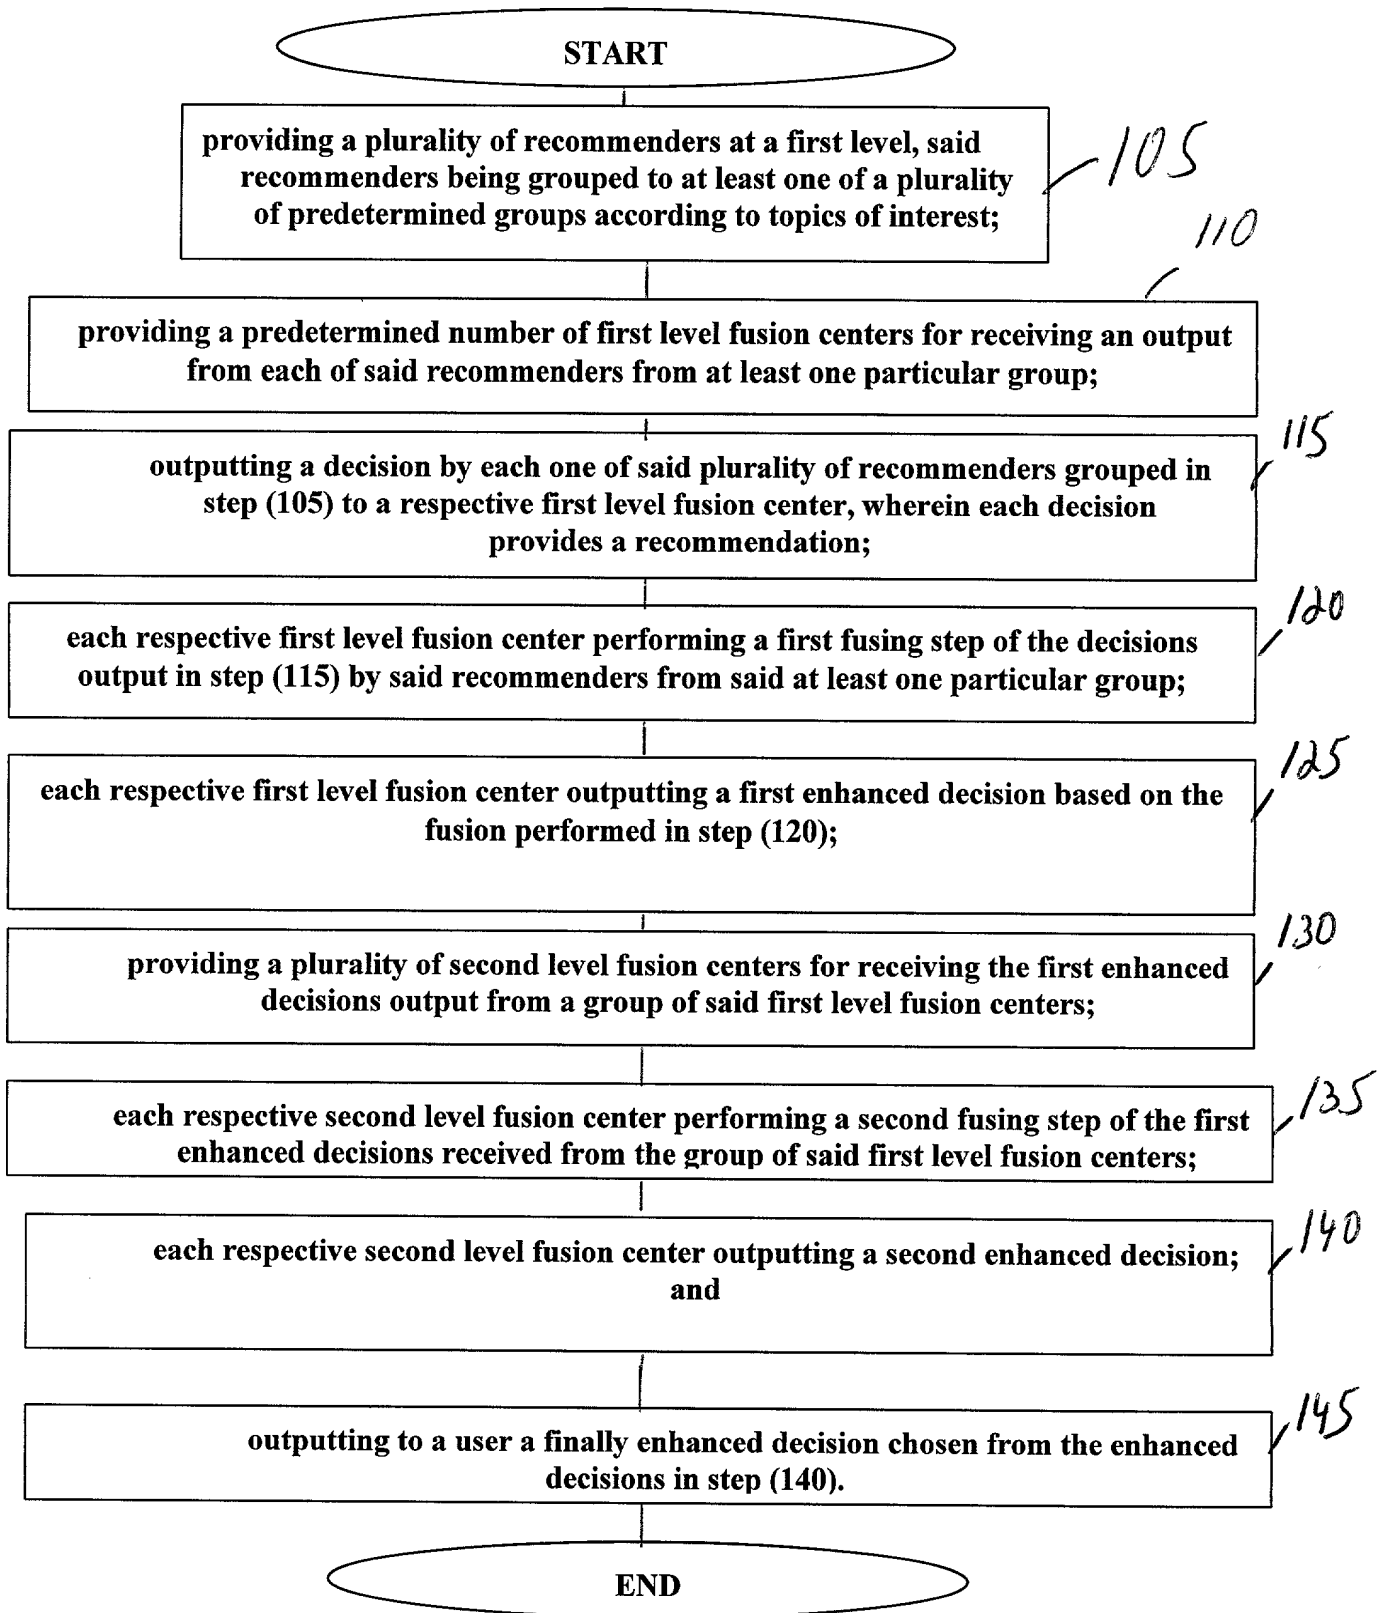 START
providing a plurality of recommenders at a first level, said
recommenders being grouped to at least one of a plurality
of predetermined groups according to topics of interest;
105
110
providing a predetermined number of first level fusion centers for receiving an output
from each of said recommenders from at least one particular group;
115
outputting a decision by each one of said plurality of recommenders grouped in
step (105) to a respective first level fusion center, wherein each decision
provides a recommendation;
120
each respective first level fusion center performing a first fusing step of the decisions
output in step (115) by said recommenders from said at least one particular group;
125
each respective first level fusion center outputting a first enhanced decision based on the
fusion performed in step (120);
130
providing a plurality of second level fusion centers for receiving the first enhanced
decisions output from a group of said first level fusion centers;
135
each respective second level fusion center performing a second fusing step of the first
enhanced decisions received from the group of said first level fusion centers;
140
each respective second level fusion center outputting a second enhanced decision;
and
145
outputting to a user a finally enhanced decision chosen from the enhanced
decisions in step (140).
END